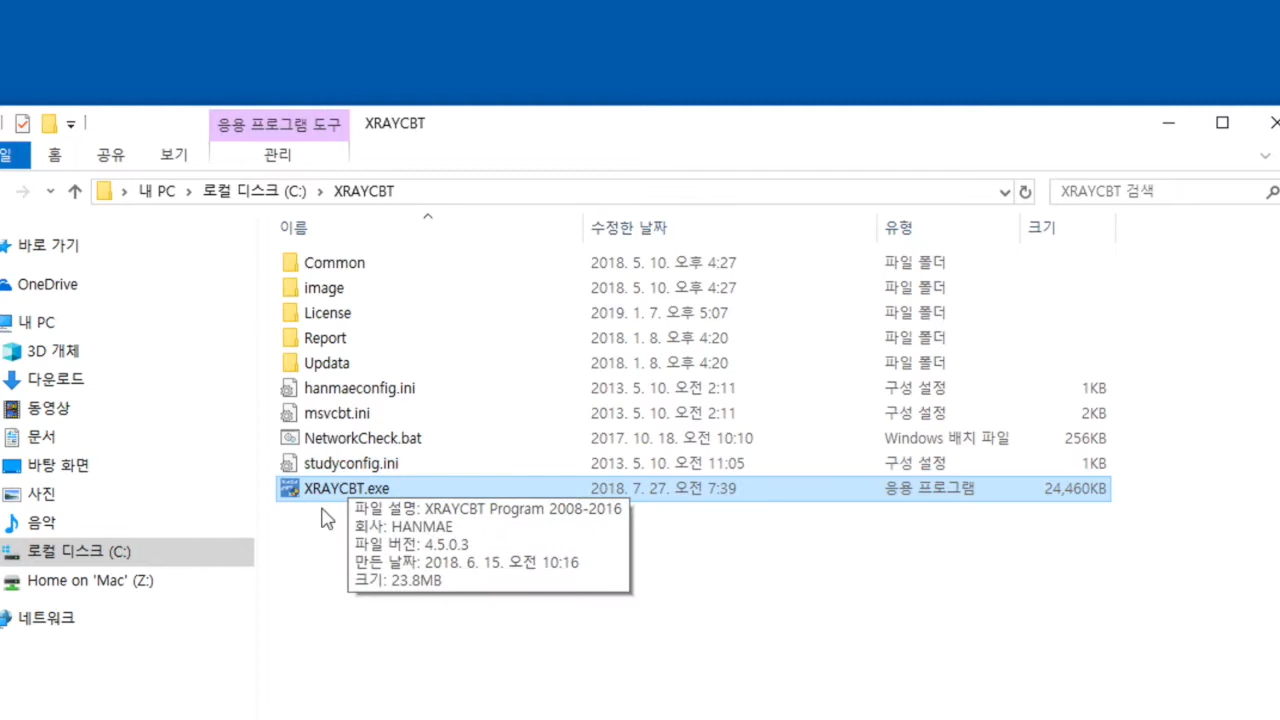 응용 프로그램 도구 XRAYCBT
일 홈 공유 보기 관리
내 PC 로컬 디스크 (C:) XRAYCBT XRAYCBT 검색
이름 수정한 날짜 유형 크기
바로 가기
OneDrive
내 PC
3D 개체
다운로드
동영상
문서
바탕 화면
사진
음악
로컬 디스크 (C:)
Home on 'Mac' (Z:)
네트워크
Common 2018. 5. 10. 오후 4:27 파일 폴더
image 2018. 5. 10. 오후 4:27 파일 폴더
License 2019. 1. 7. 오후 5:07 파일 폴더
Report 2018. 1. 8. 오후 4:20 파일 폴더
Updata 2018. 1. 8. 오후 4:20 파일 폴더
hanmaeconfig.ini 2013. 5. 10. 오전 2:11 구성 설정 1KB
msvcbt.ini 2013. 5. 10. 오전 2:11 구성 설정 2KB
NetworkCheck.bat 2017. 10. 18. 오전 10:10 Windows 배치 파일 256KB
studyconfig.ini 2013. 5. 10. 오전 11:05 구성 설정 1KB
XRAYCBT.exe 2018. 7. 27. 오전 7:39 응용 프로그램 24,460KB
파일 설명: XRAYCBT Program 2008-2016
회사: HANMAE
파일 버전: 4.5.0.3
만든 날짜: 2018. 6. 15. 오전 10:16
크기: 23.8MB